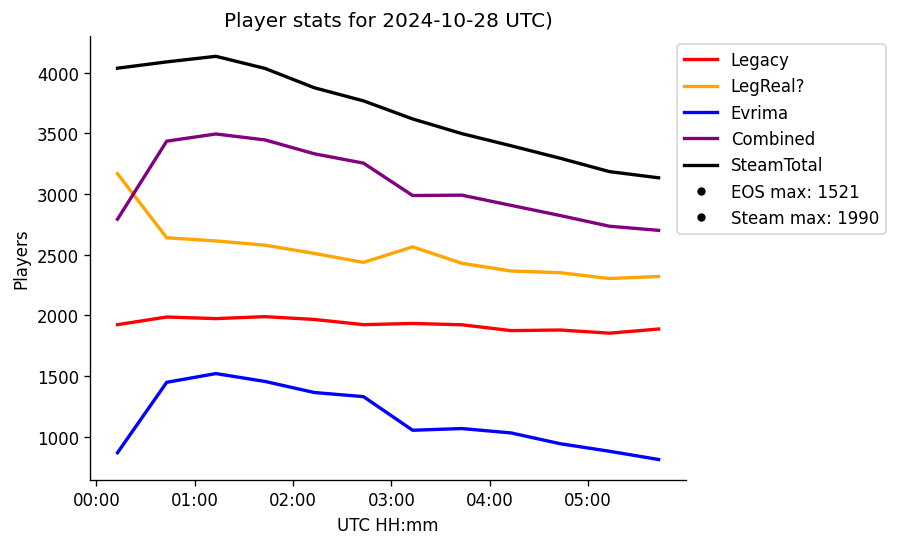 Player stats for 2024-10-28 UTC)
Legacy
LegReal?
Evrima
Combined
SteamTotal
EOS max: 1521
Steam max: 1990
Players
4000
3500
3000
2500
2000
1500
1000
00:00 01:00 02:00 03:00 04:00 05:00
UTC HH:mm